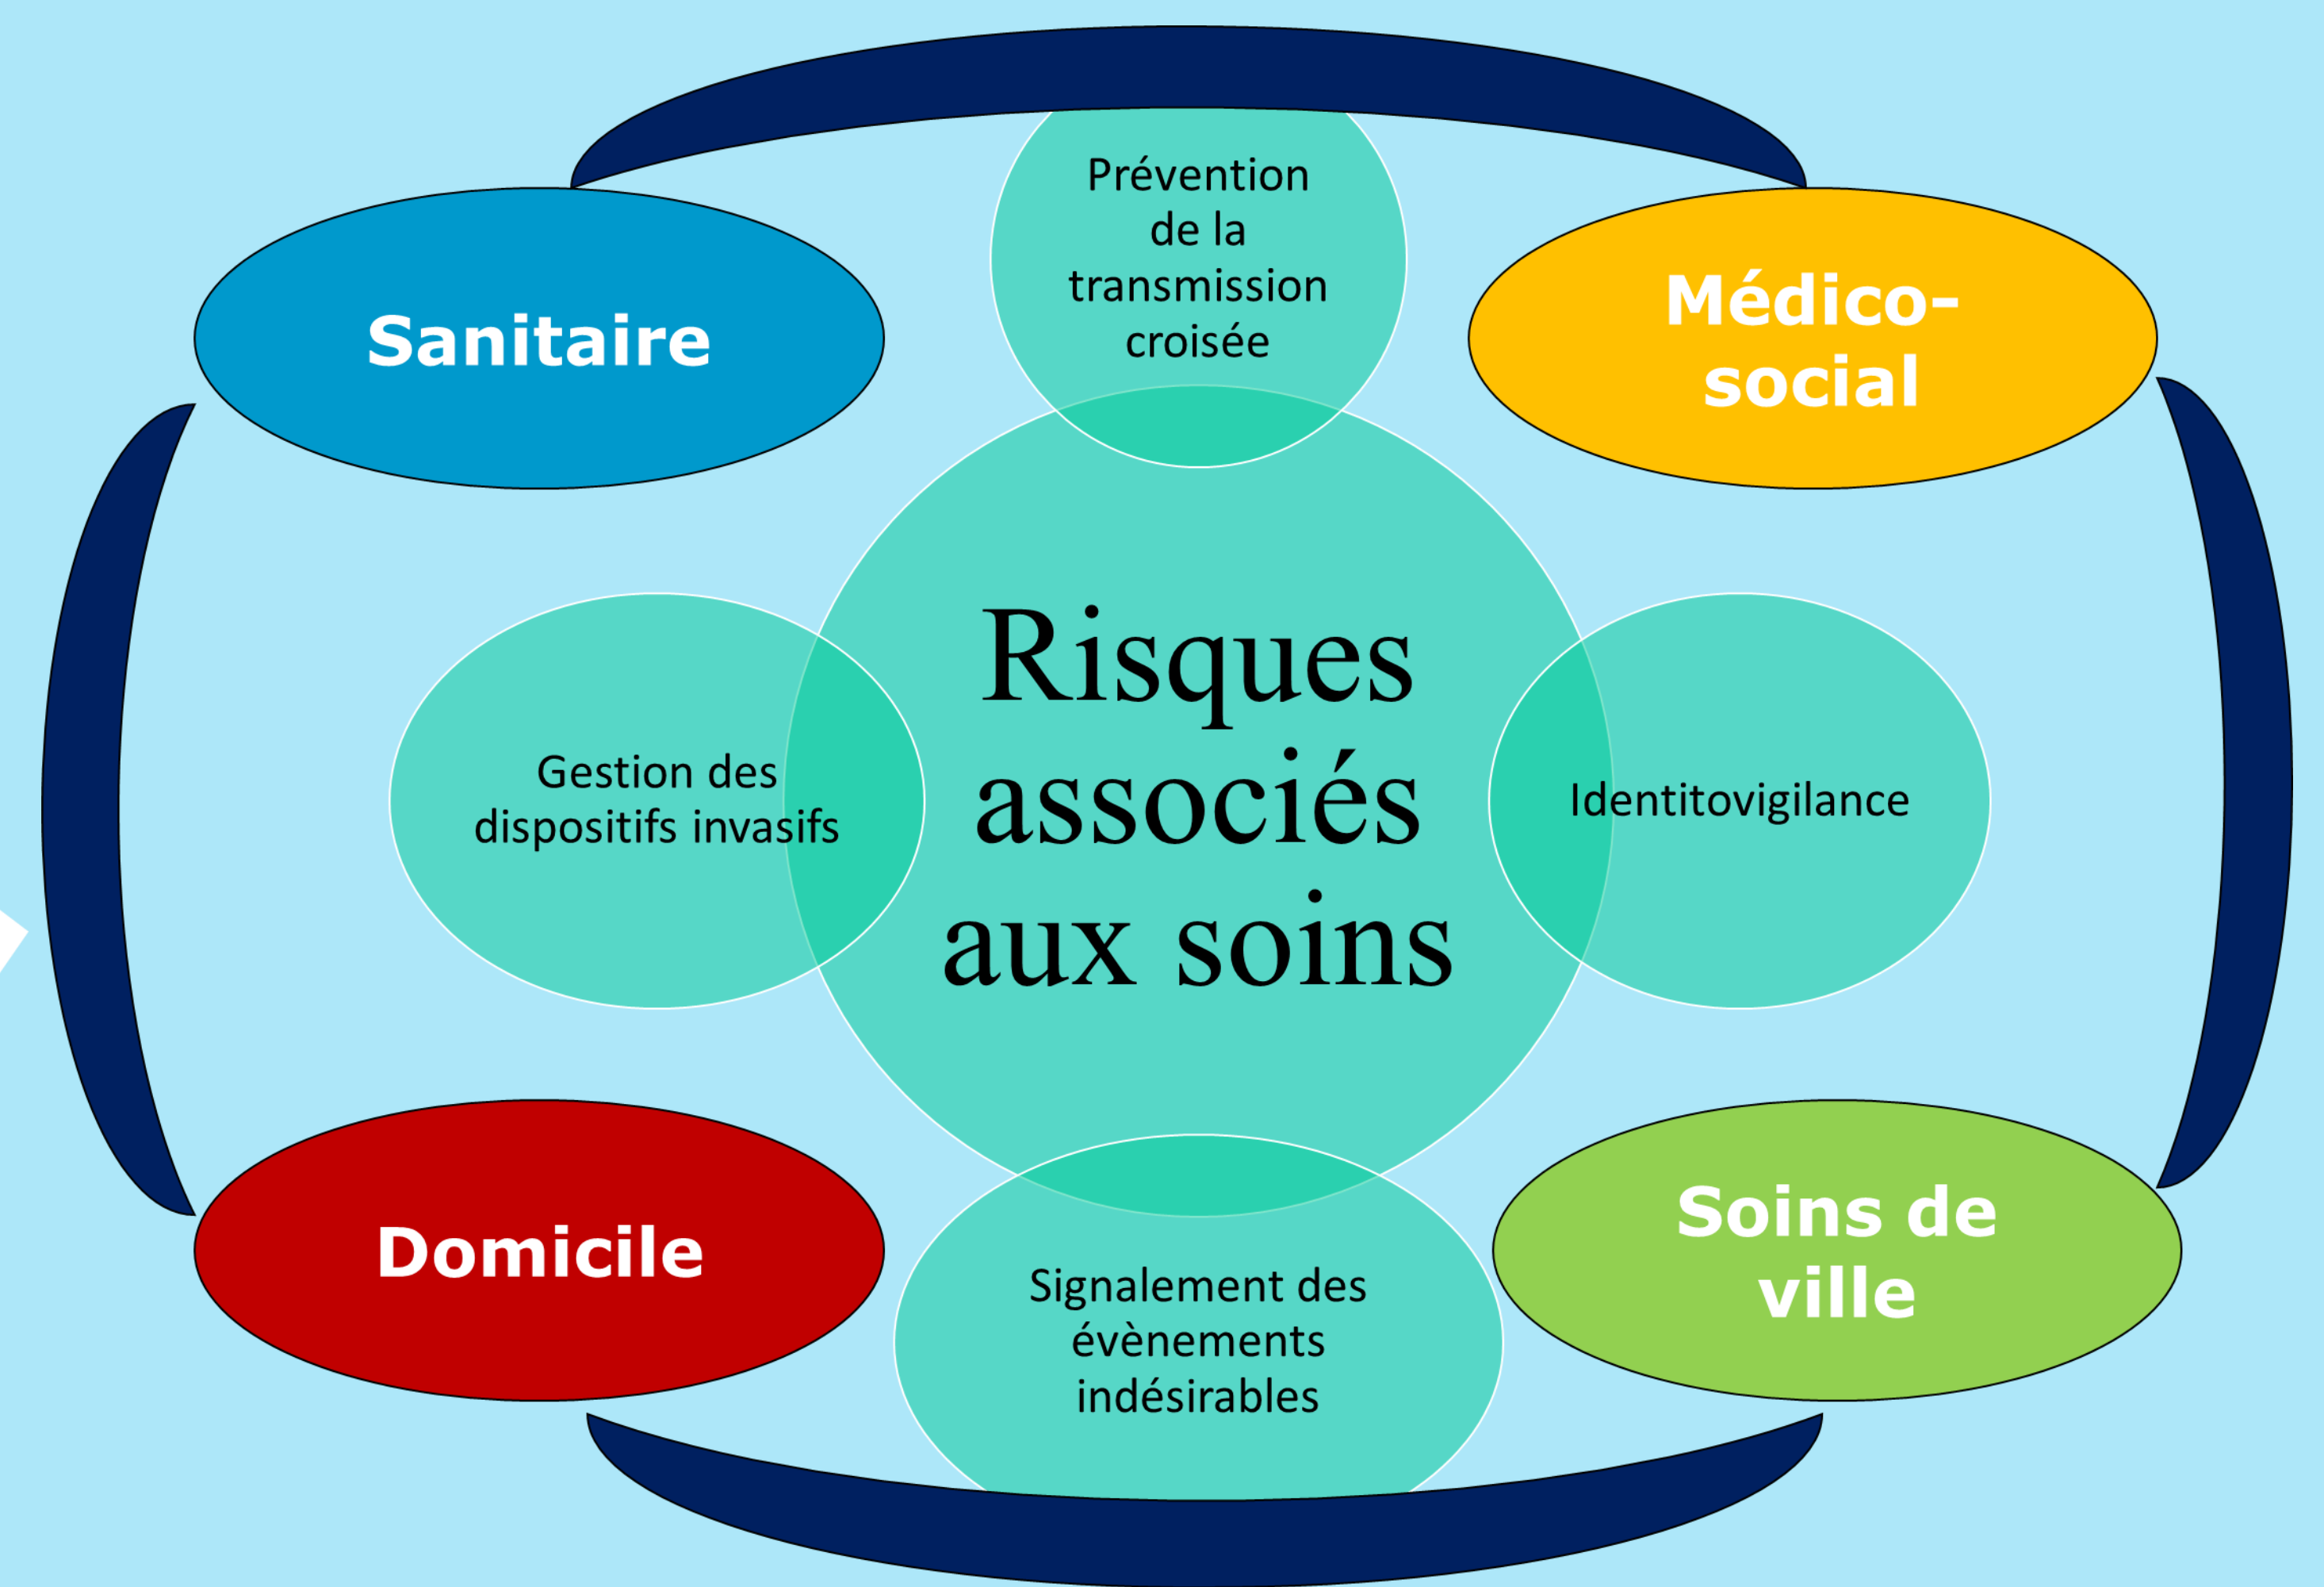 Prévention
de la
transmission
croisée
Sanitaire
Médico-
social
Risques
associés
aux soins
Gestion des
dispositifs invasifs
Identitovigilance
Domicile
Soins de
ville
Signalement des
évènements
indésirables